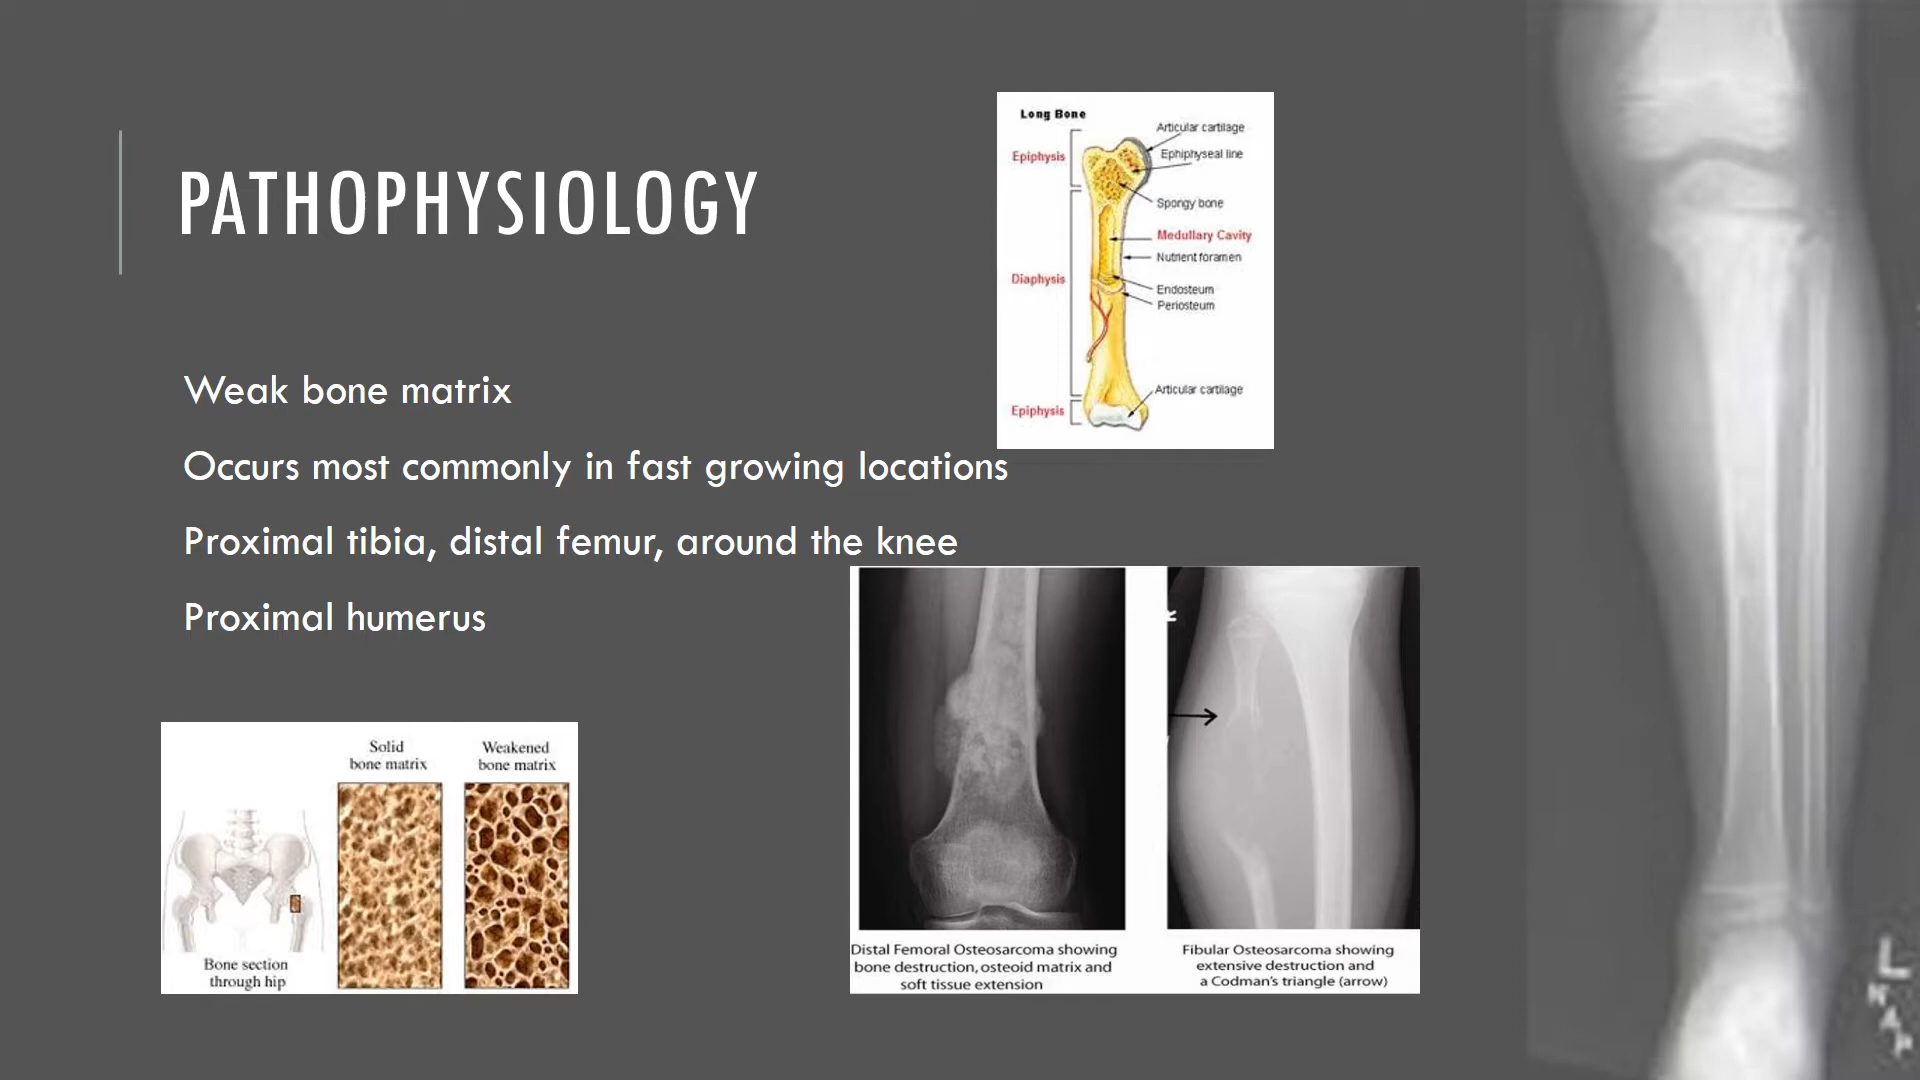 PATHOPHYSIOLOGY
Weak bone matrix
Occurs most commonly in fast growing locations
Proximal tibia, distal femur, around the knee
Proximal humerus
Long Bone
Epiphysis
Diaphysis
Epiphysis
Articular cartilage
Ephiphyseal line
Spongy bone
Medullary Cavity
Nutrient foramen
Endosteum
Periosteum
Articular cartilage
Solid
bone matrix
Weakened
bone matrix
Bone section
through hip
Distal Femoral Osteosarcoma showing
bone destruction, osteoid matrix and
soft tissue extension
Fibular Osteosarcoma showing
extensive destruction and
a Codman's triangle (arrow)
L